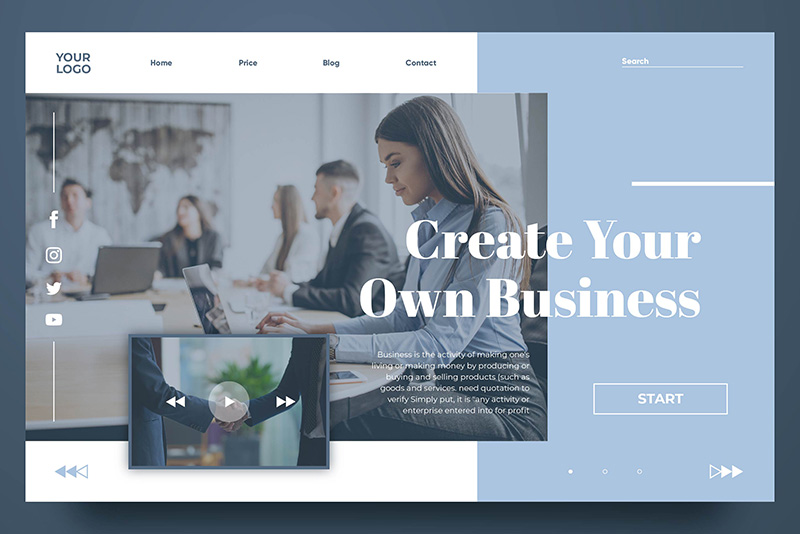 YOUR
LOGO
Home
Price
Blog
Contact
Search
Create Your
Own Business
Business is the activity of making one's
living or making money by producing or
buying and selling products (such as
goods and services. need quotation to
verify Simply put, it is "any activity or
enterprise entered into for profit
START